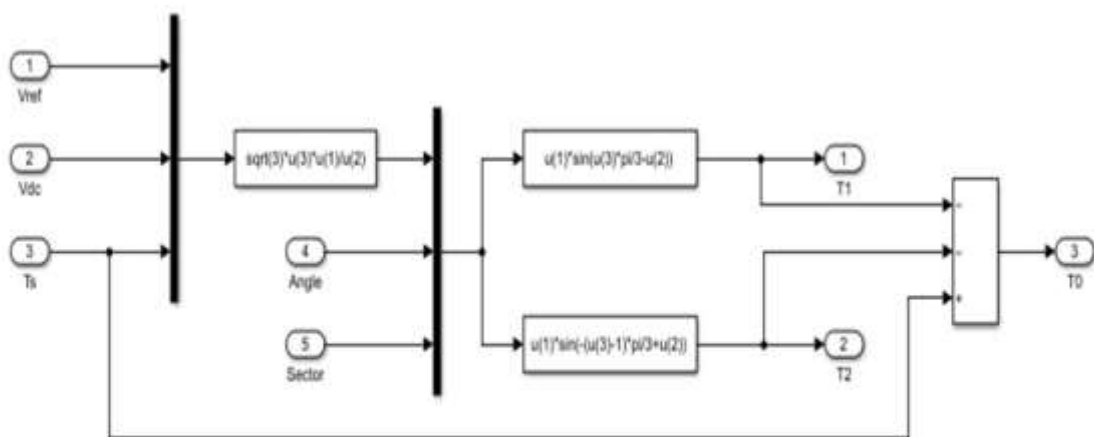 1
Vref
2
Vdc
3
Ts
sqrt(3)*u(3)*u(1)/u(2)
4
Angle
5
Sector
u(1)*sin(u(3)*pi/3-u(2))
u(1)*sin(-(u(3)-1)*pi/3+u(2))
1
T1
2
T2
-
-
+
3
T0